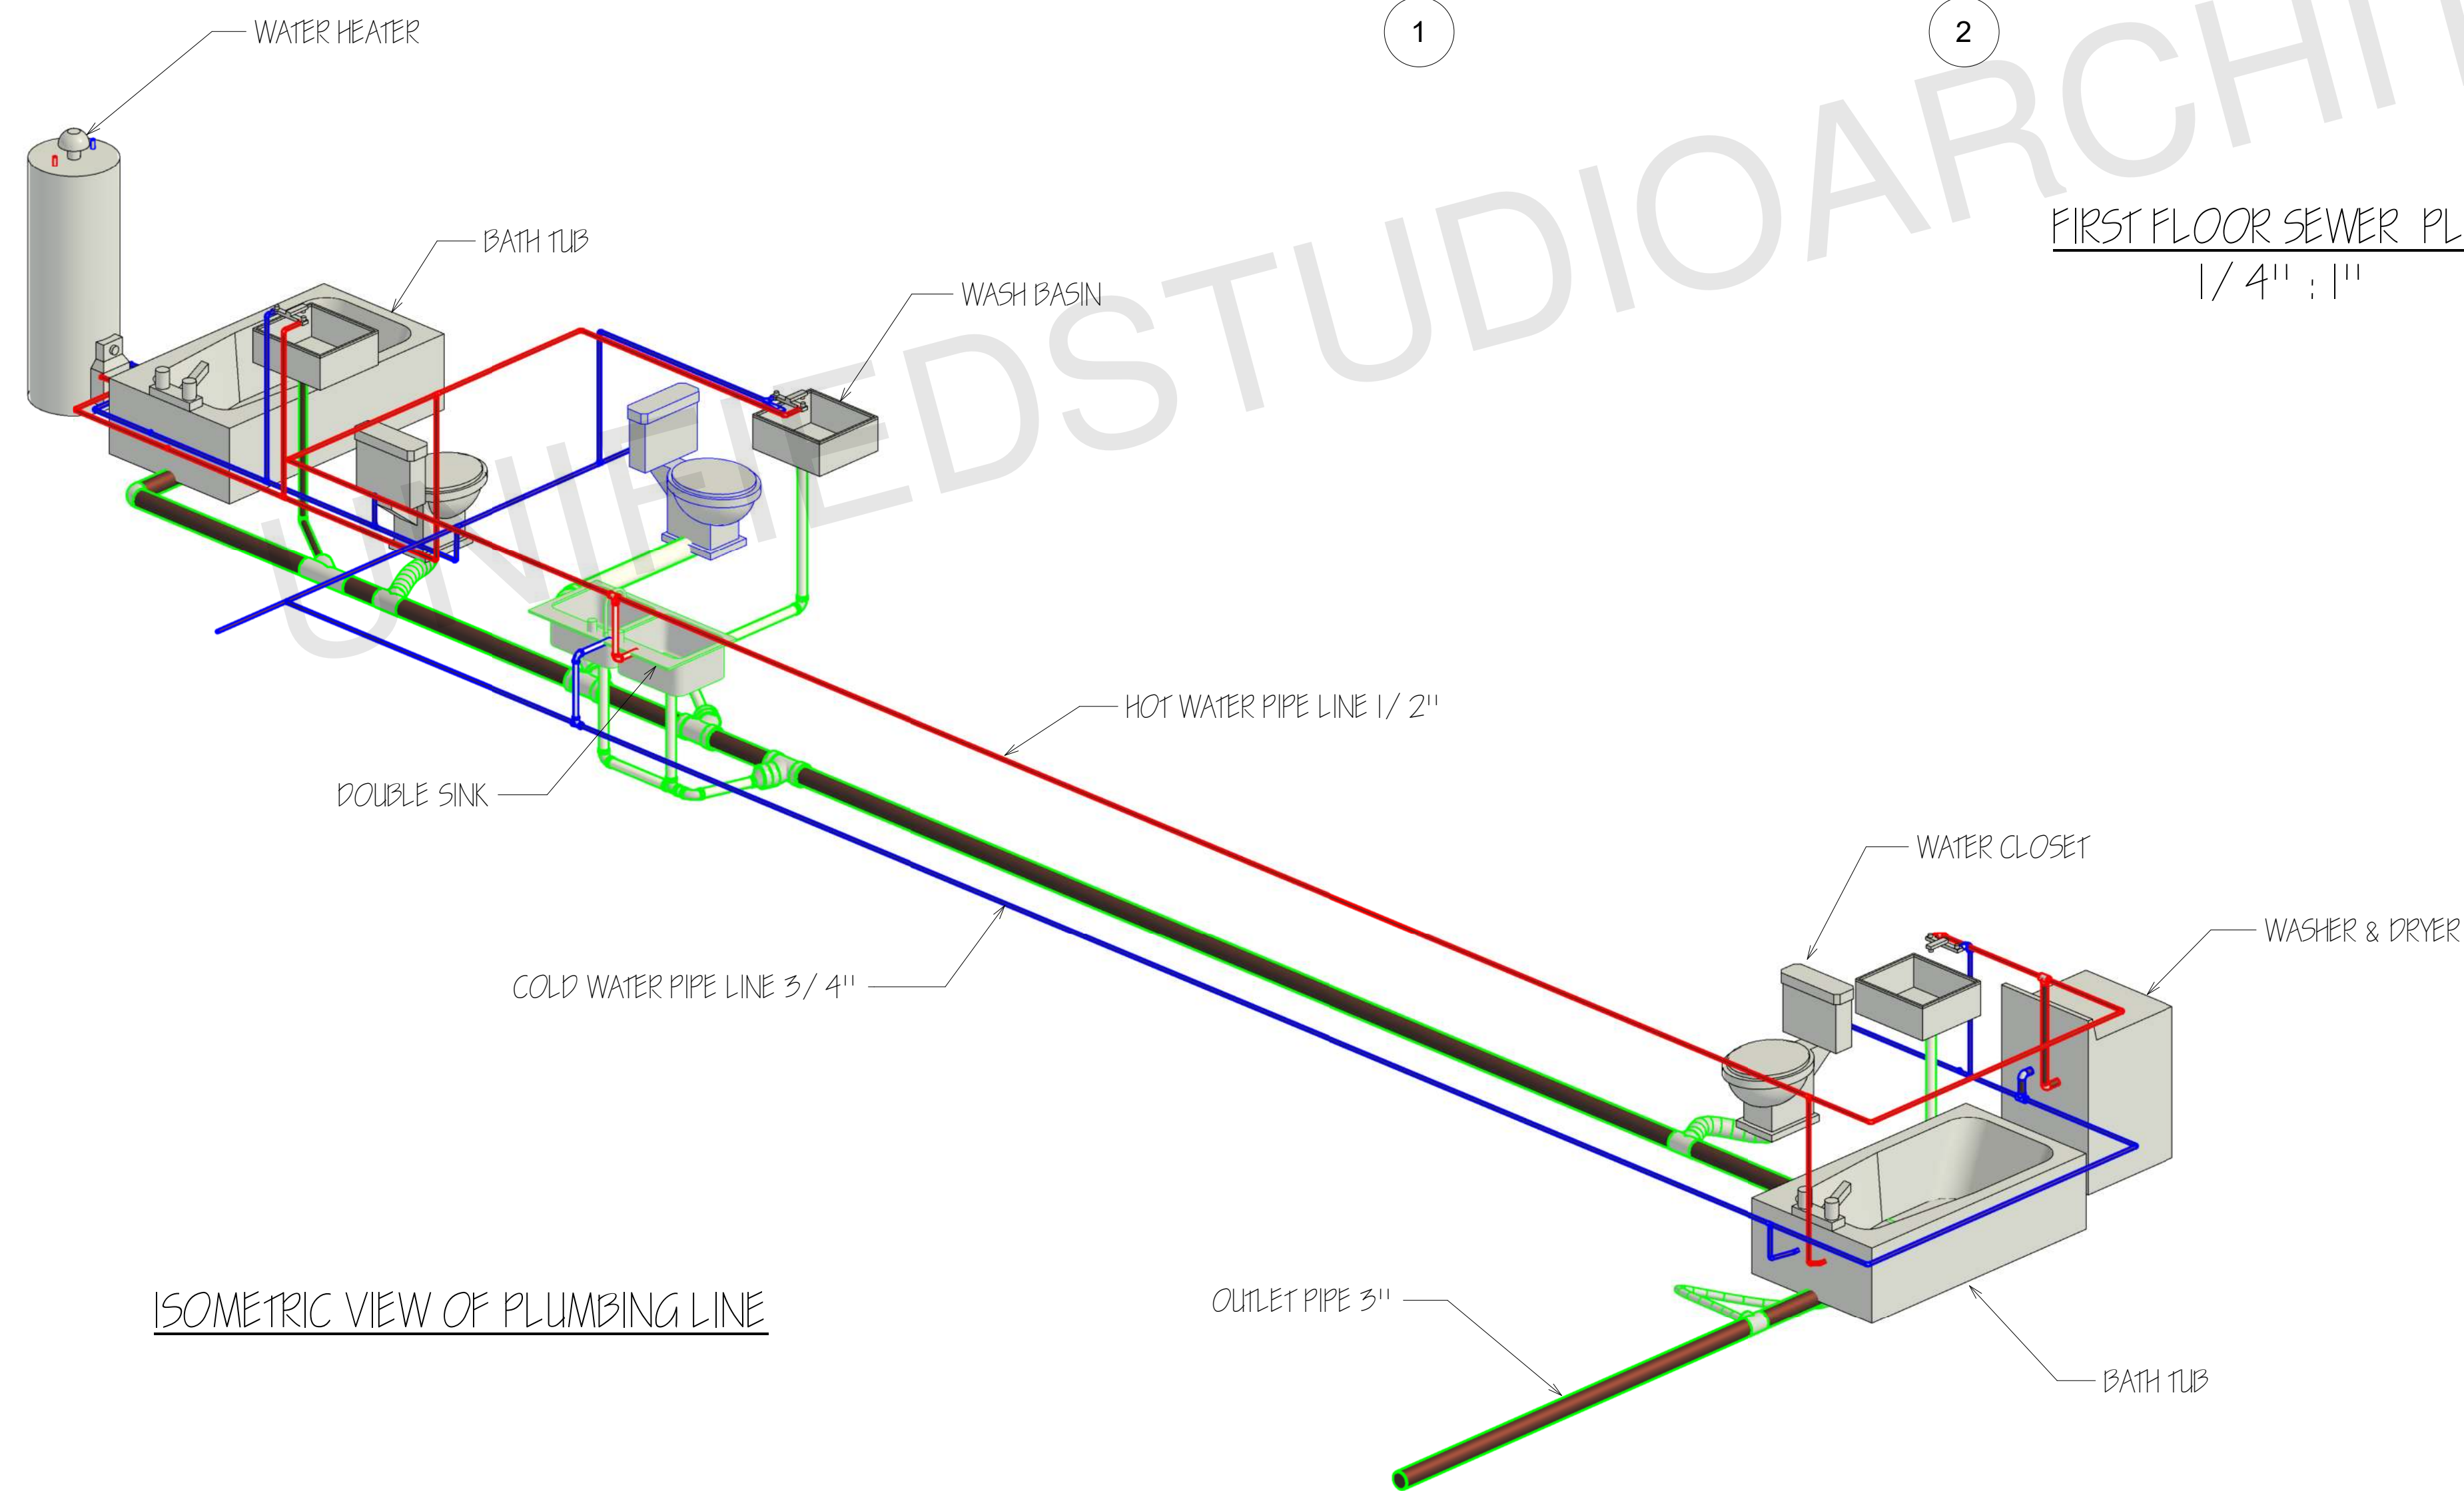 WATER HEATER
1
2
BATH TUB
WASH BASIN
FIRST FLOOR SEWER PL
1/4" : 1"
UNIFIEDSTUDIOARCHI
HOT WATER PIPE LINE 1/2"
DOUBLE SINK
WATER CLOSET
WASHER & DRYER
COLD WATER PIPE LINE 3/4"
OUTLET PIPE 3"
ISOMETRIC VIEW OF PLUMBING LINE
BATH TUB